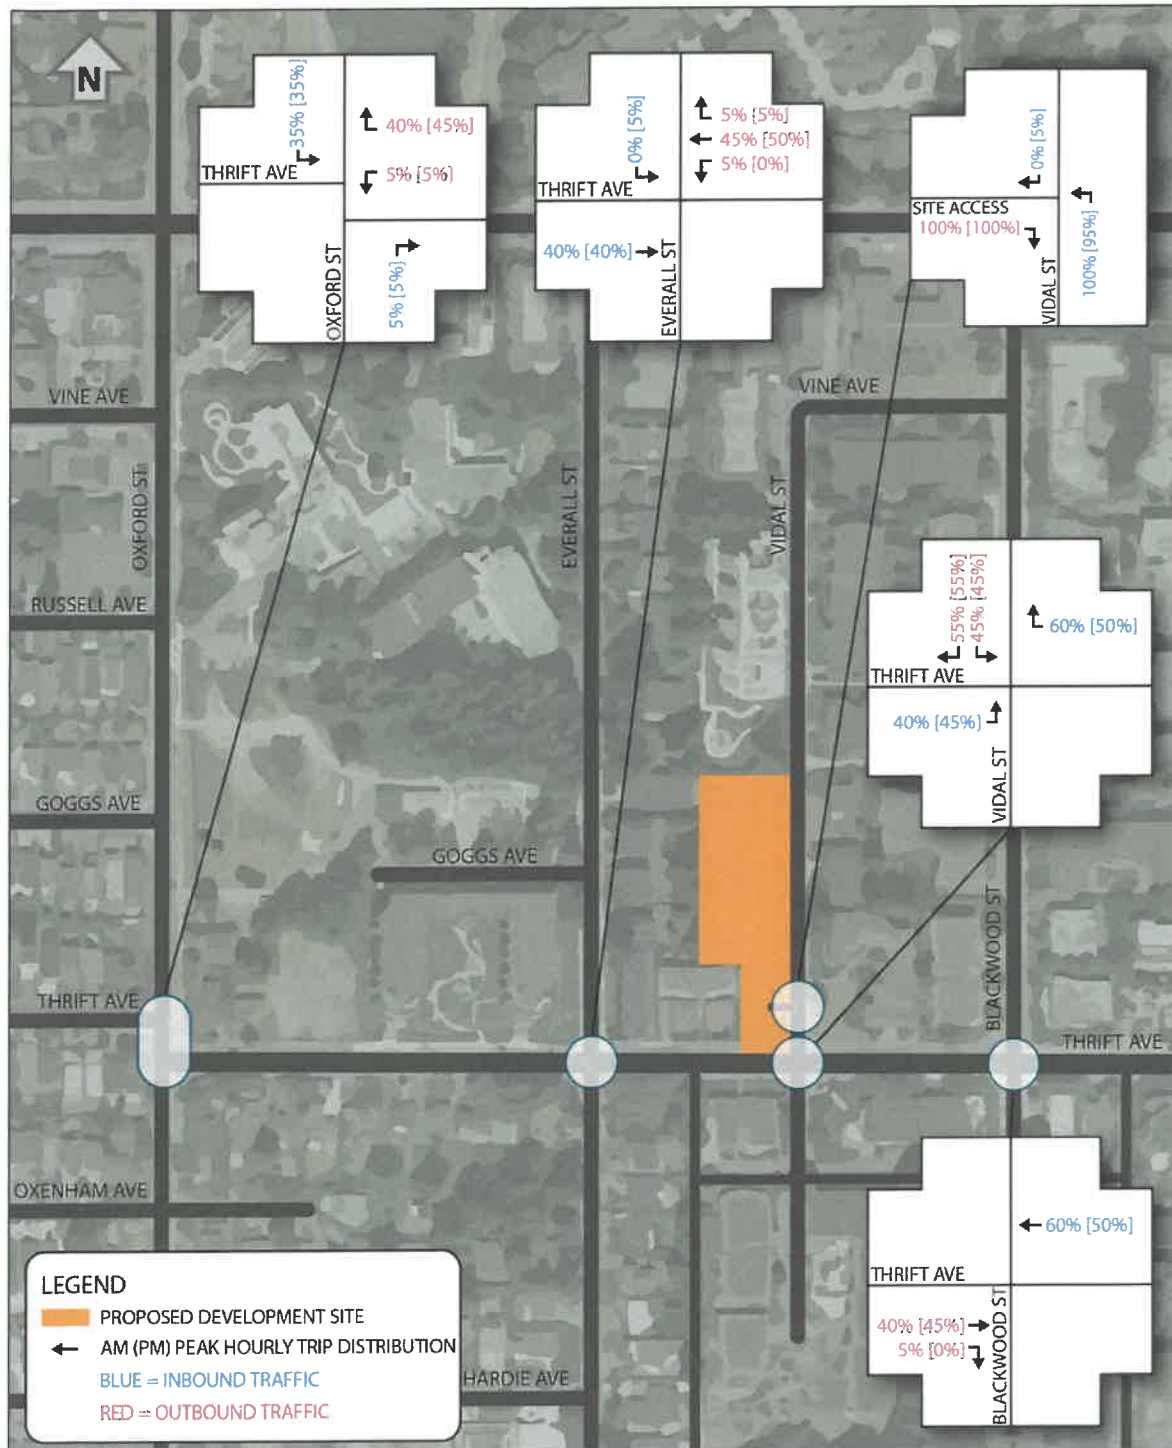 N
35% [35%]
40% [45%]
5% [5%]
THRIFT AVE
OXFORD ST
5% [5%]
0% [5%]
5% [5%]
45% [50%]
5% [0%]
THRIFT AVE
40% [40%]
EVERALL ST
0% [5%]
SITE ACCESS
100% [100%]
VIDAL ST
100% [95%]
VINE AVE
VINE AVE
OXFORD ST
EVERALL ST
VIDAL ST
RUSSELL AVE
55% [55%]
45% [45%]
60% [50%]
THRIFT AVE
40% [45%]
VIDAL ST
GOGGS AVE
GOGGS AVE
BLACKWOOD ST
THRIFT AVE
THRIFT AVE
OXENHAM AVE
60% [50%]
THRIFT AVE
40% [45%]
5% [0%]
BLACKWOOD ST
HARDIE AVE
LEGEND
PROPOSED DEVELOPMENT SITE
AM (PM) PEAK HOURLY TRIP DISTRIBUTION
BLUE = INBOUND TRAFFIC
RED = OUTBOUND TRAFFIC